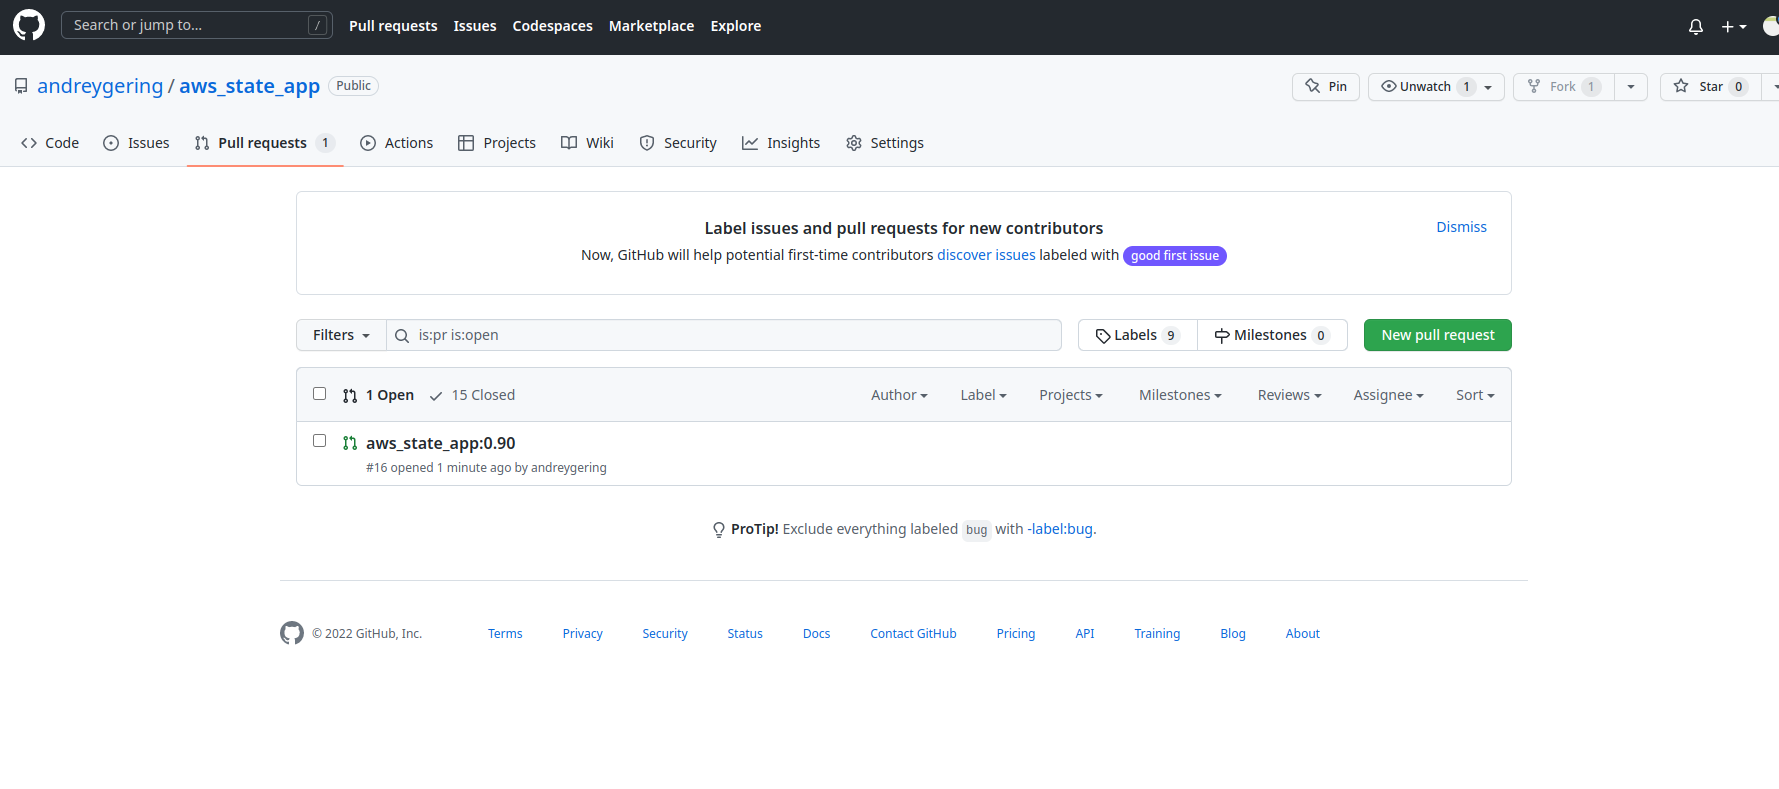 Search or jump to... / Pull requests Issues Codespaces Marketplace Explore
andreygering / aws_state_app Public Pin Unwatch 1 Fork 1 Star 0
Code Issues Pull requests 1 Actions Projects Wiki Security Insights Settings
Label issues and pull requests for new contributors
Dismiss
Now, GitHub will help potential first-time contributors discover issues labeled with good first issue
Filters is:pr is:open Labels 9 Milestones 0 New pull request
1 Open 15 Closed Author Label Projects Milestones Reviews Assignee Sort
aws_state_app:0.90
#16 opened 1 minute ago by andreygering
ProTip! Exclude everything labeled bug with -label:bug.
© 2022 GitHub, Inc. Terms Privacy Security Status Docs Contact GitHub Pricing API Training Blog About